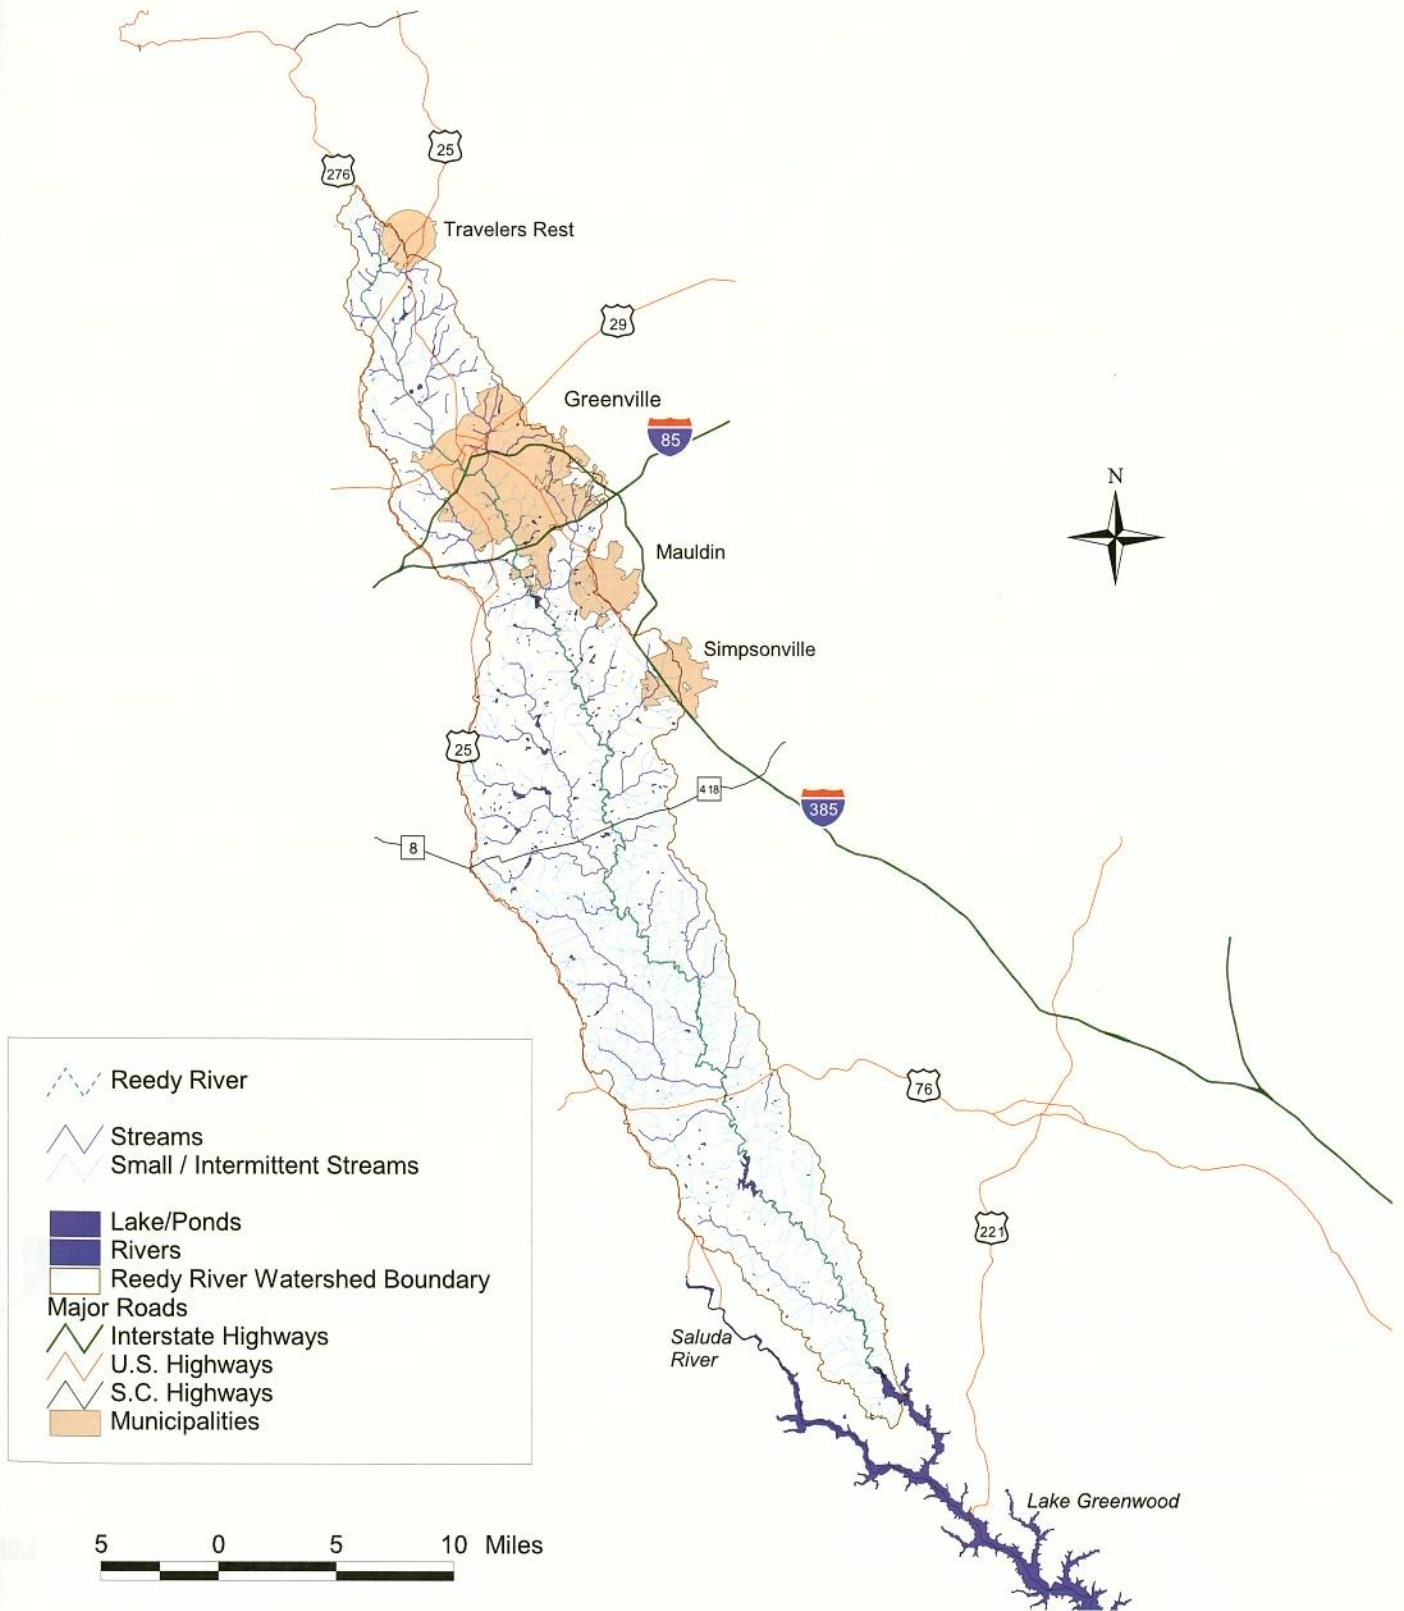 25
276
Travelers Rest
29
Greenville
85
N
Mauldin
Simpsonville
25
418
385
8
76
221
Reedy River
Streams
Small / Intermittent Streams
Lake/Ponds
Rivers
Reedy River Watershed Boundary
Major Roads
Interstate Highways
U.S. Highways
S.C. Highways
Municipalities
Saluda
River
Lake Greenwood
5 0 5 10 Miles